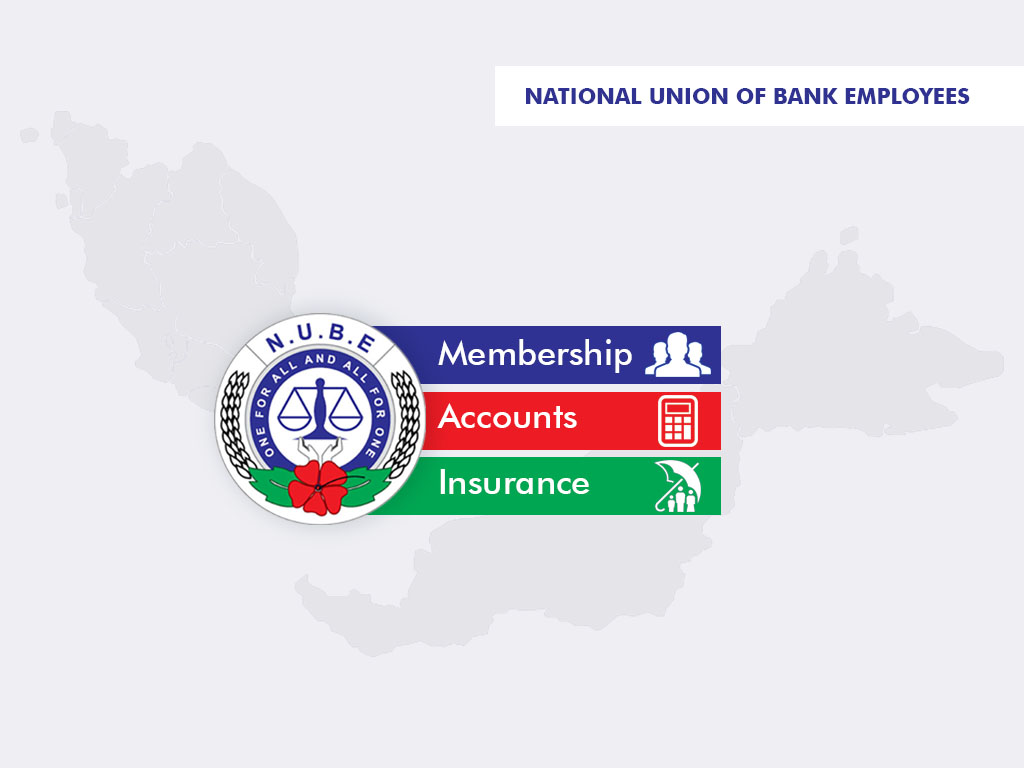 NATIONAL UNION OF BANK EMPLOYEES
N.U.B.E
ONE FOR ALL AND ALL FOR ONE
Membership
Accounts
Insurance